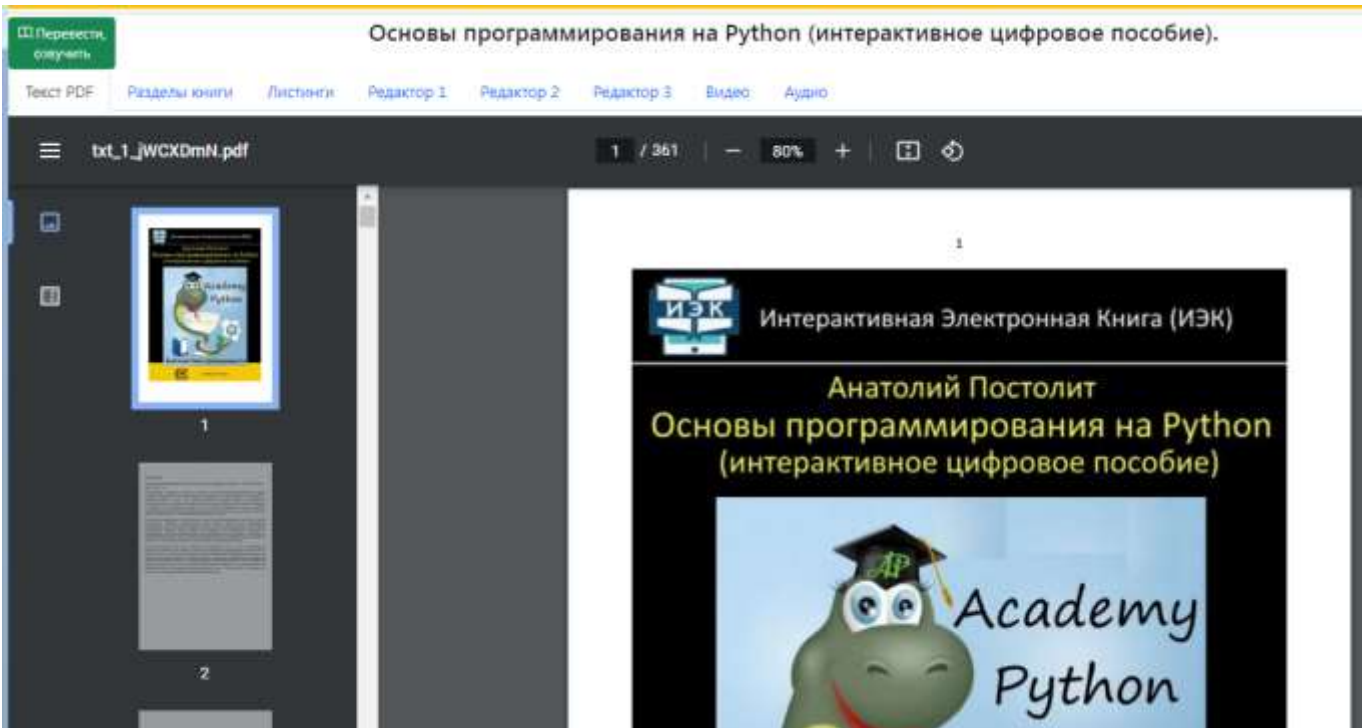 Перевести,
озвучить
Основы программирования на Python (интерактивное цифровое пособие).
Текст PDF Разделы книги Листинги Редактор 1 Редактор 2 Редактор 3 Видео Аудио
txt_1_jWCXDmN.pdf 1 / 361 − 80% +
1
2
1
ИЭК Интерактивная Электронная Книга (ИЭК)
Анатолий Постолит
Основы программирования на Python
(интерактивное цифровое пособие)
AP
Academy
Python